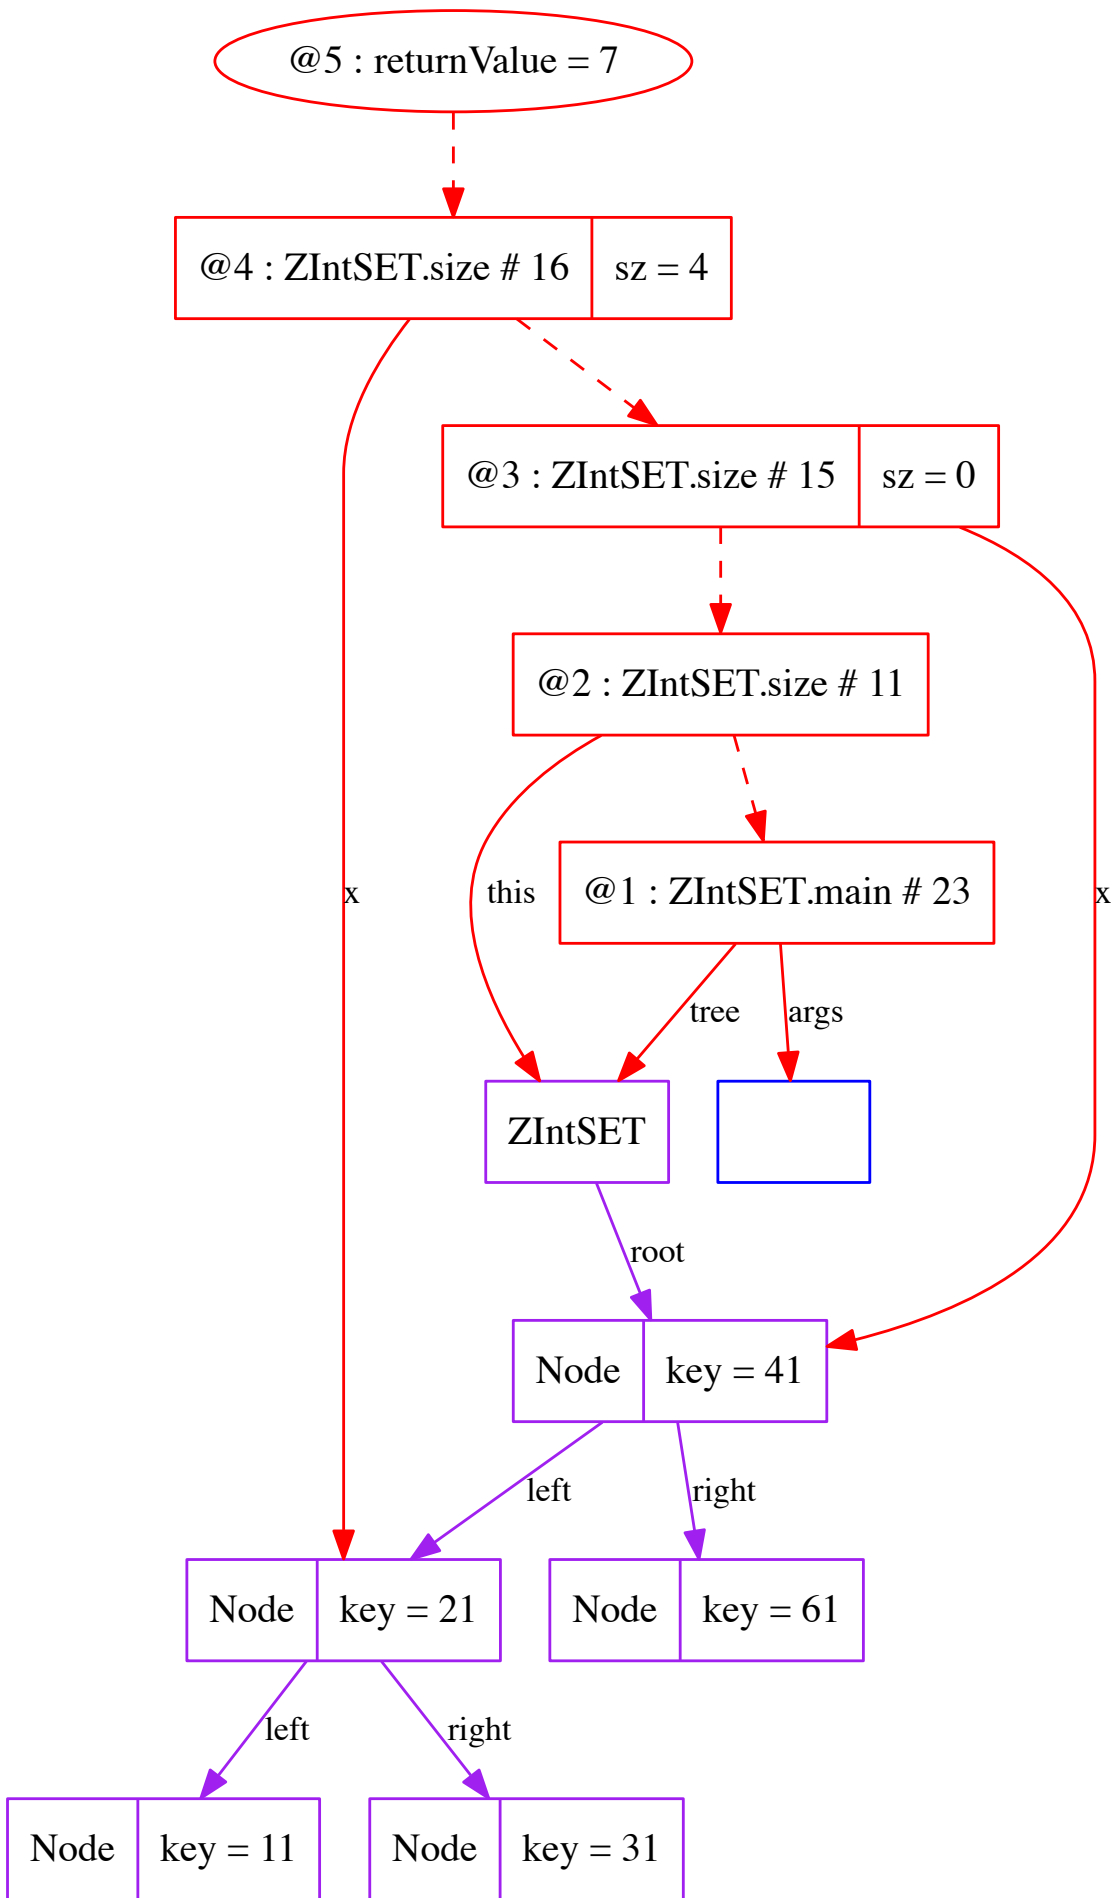 @5 : returnValue = 7
@4 : ZIntSET.size # 16 sz = 4
@3 : ZIntSET.size # 15 sz = 0
@2 : ZIntSET.size # 11
x this @1 : ZIntSET.main # 23 x
tree args
ZIntSET
root
Node key = 41
left right
Node key = 21 Node key = 61
left right
Node key = 11 Node key = 31